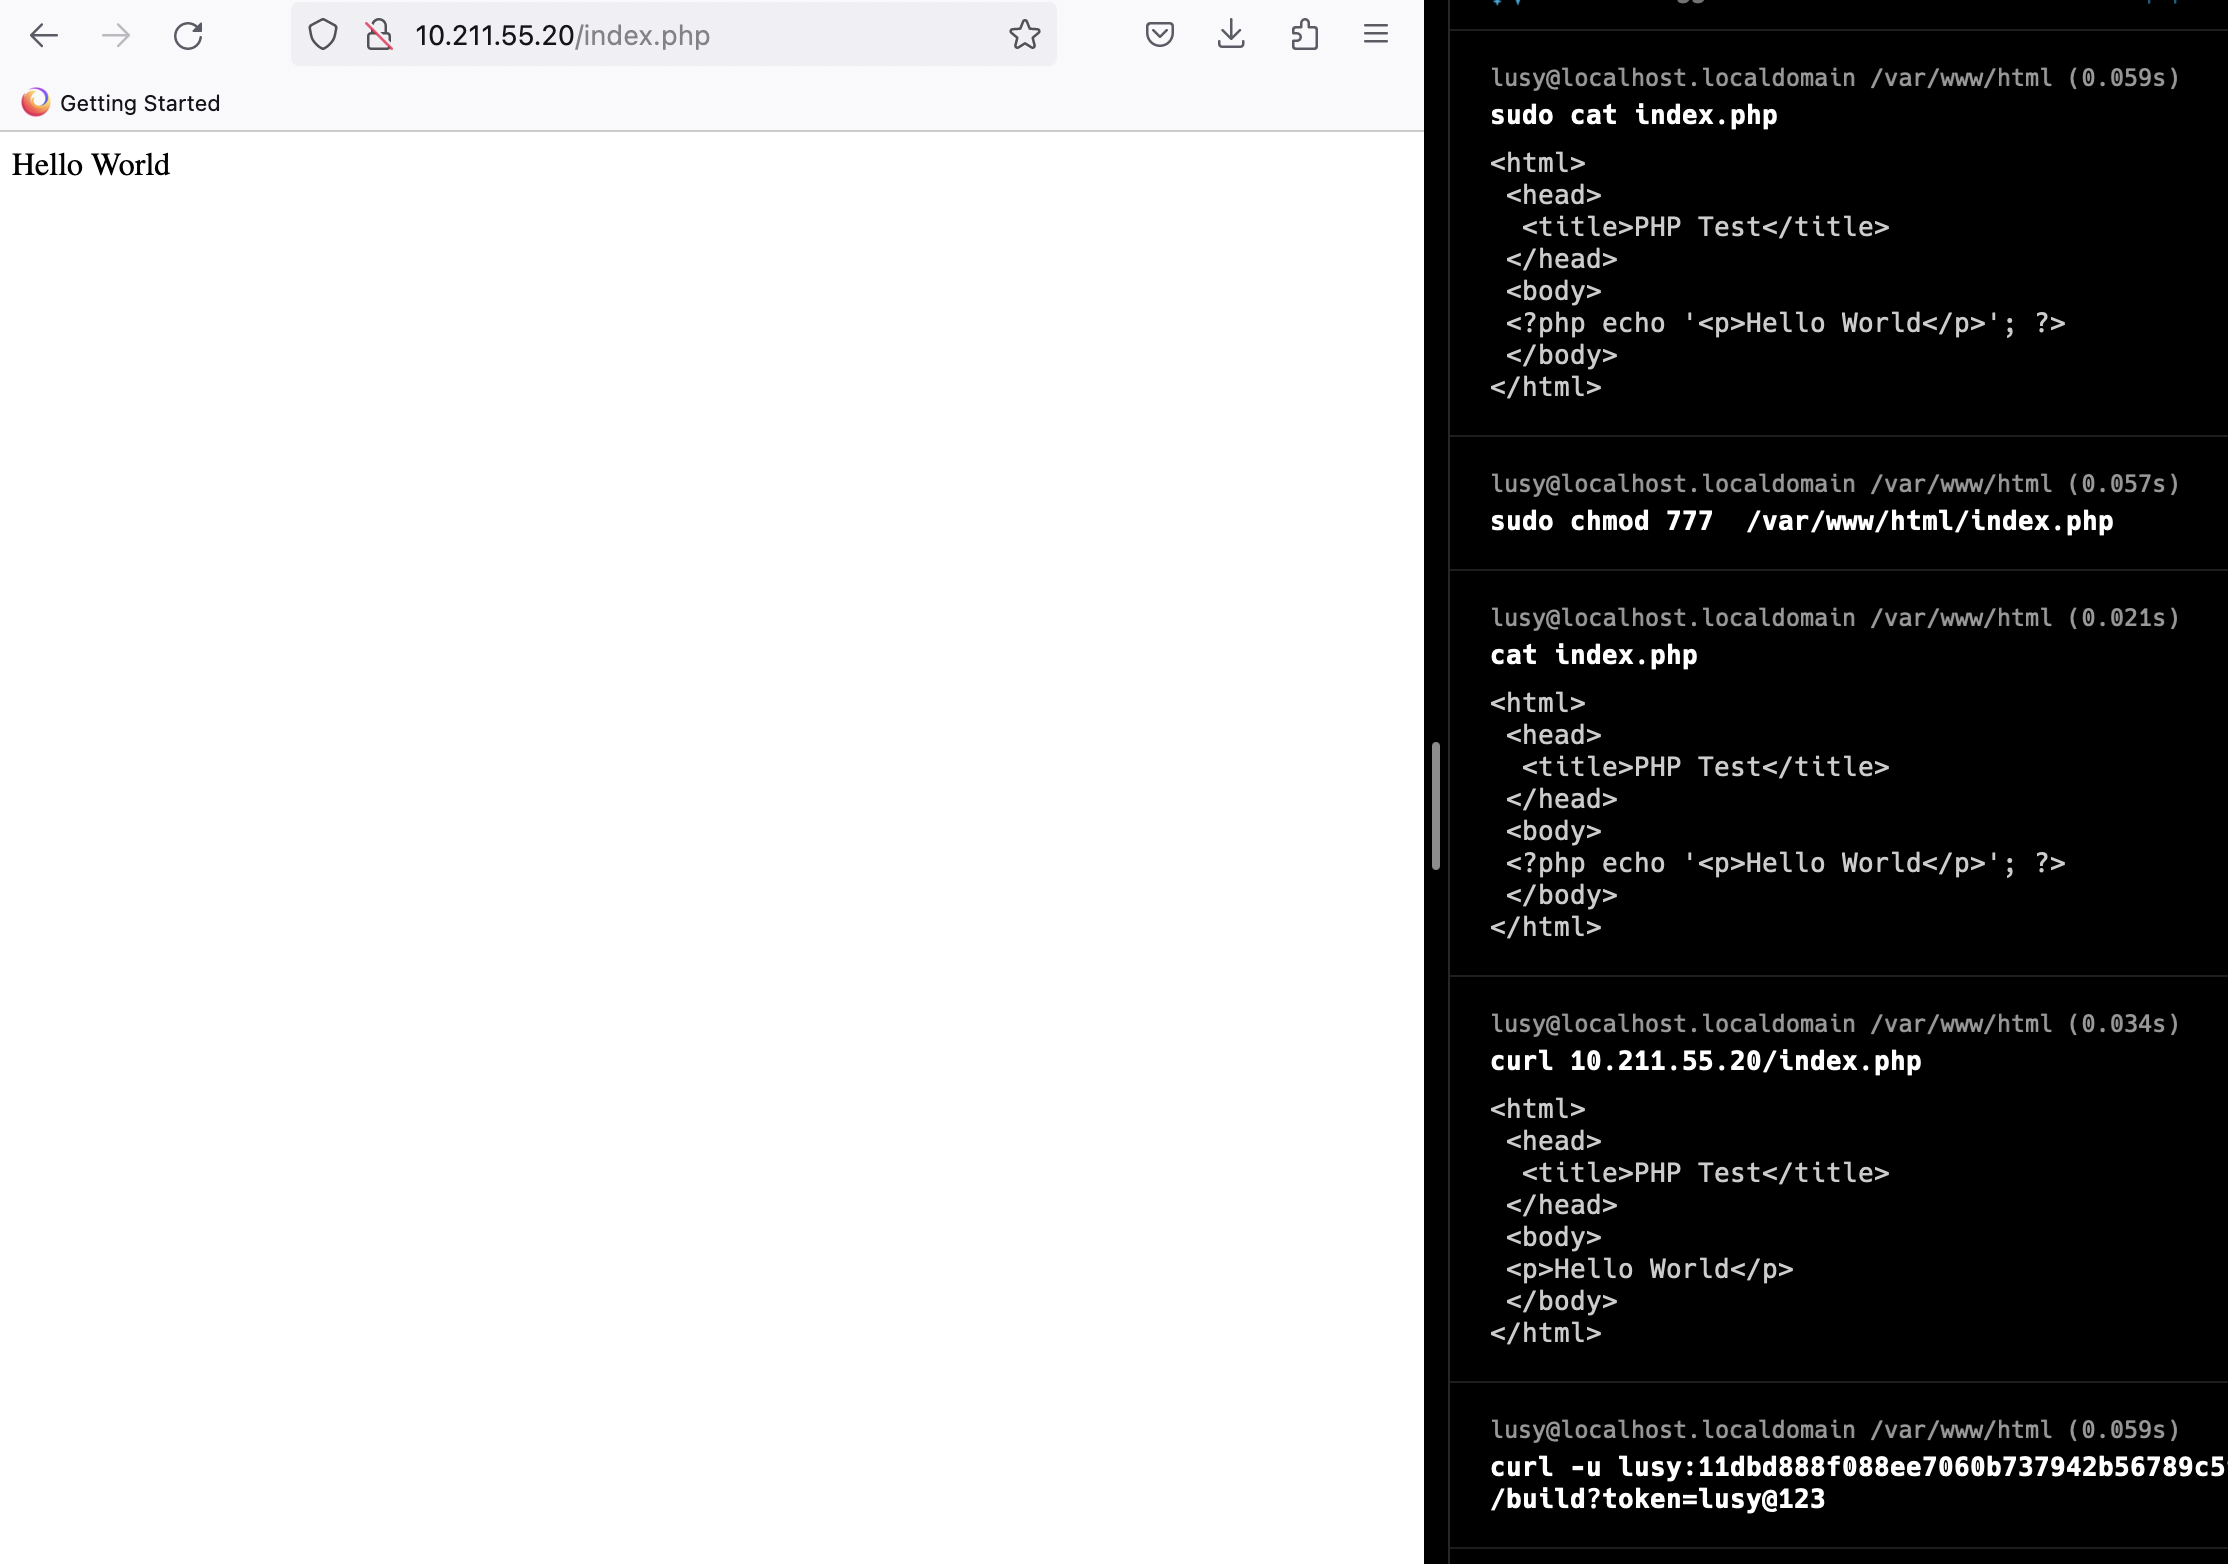 10.211.55.20/index.php
Getting Started
Hello World
lusy@localhost.localdomain /var/www/html (0.059s)
sudo cat index.php
<html>
 <head>
  <title>PHP Test</title>
 </head>
 <body>
 <?php echo '<p>Hello World</p>'; ?>
 </body>
</html>
lusy@localhost.localdomain /var/www/html (0.057s)
sudo chmod 777  /var/www/html/index.php
lusy@localhost.localdomain /var/www/html (0.021s)
cat index.php
<html>
 <head>
  <title>PHP Test</title>
 </head>
 <body>
 <?php echo '<p>Hello World</p>'; ?>
 </body>
</html>
lusy@localhost.localdomain /var/www/html (0.034s)
curl 10.211.55.20/index.php
<html>
 <head>
  <title>PHP Test</title>
 </head>
 <body>
 <p>Hello World</p>
 </body>
</html>
lusy@localhost.localdomain /var/www/html (0.059s)
curl -u lusy:11dbd888f088ee7060b737942b56789c5
/build?token=lusy@123